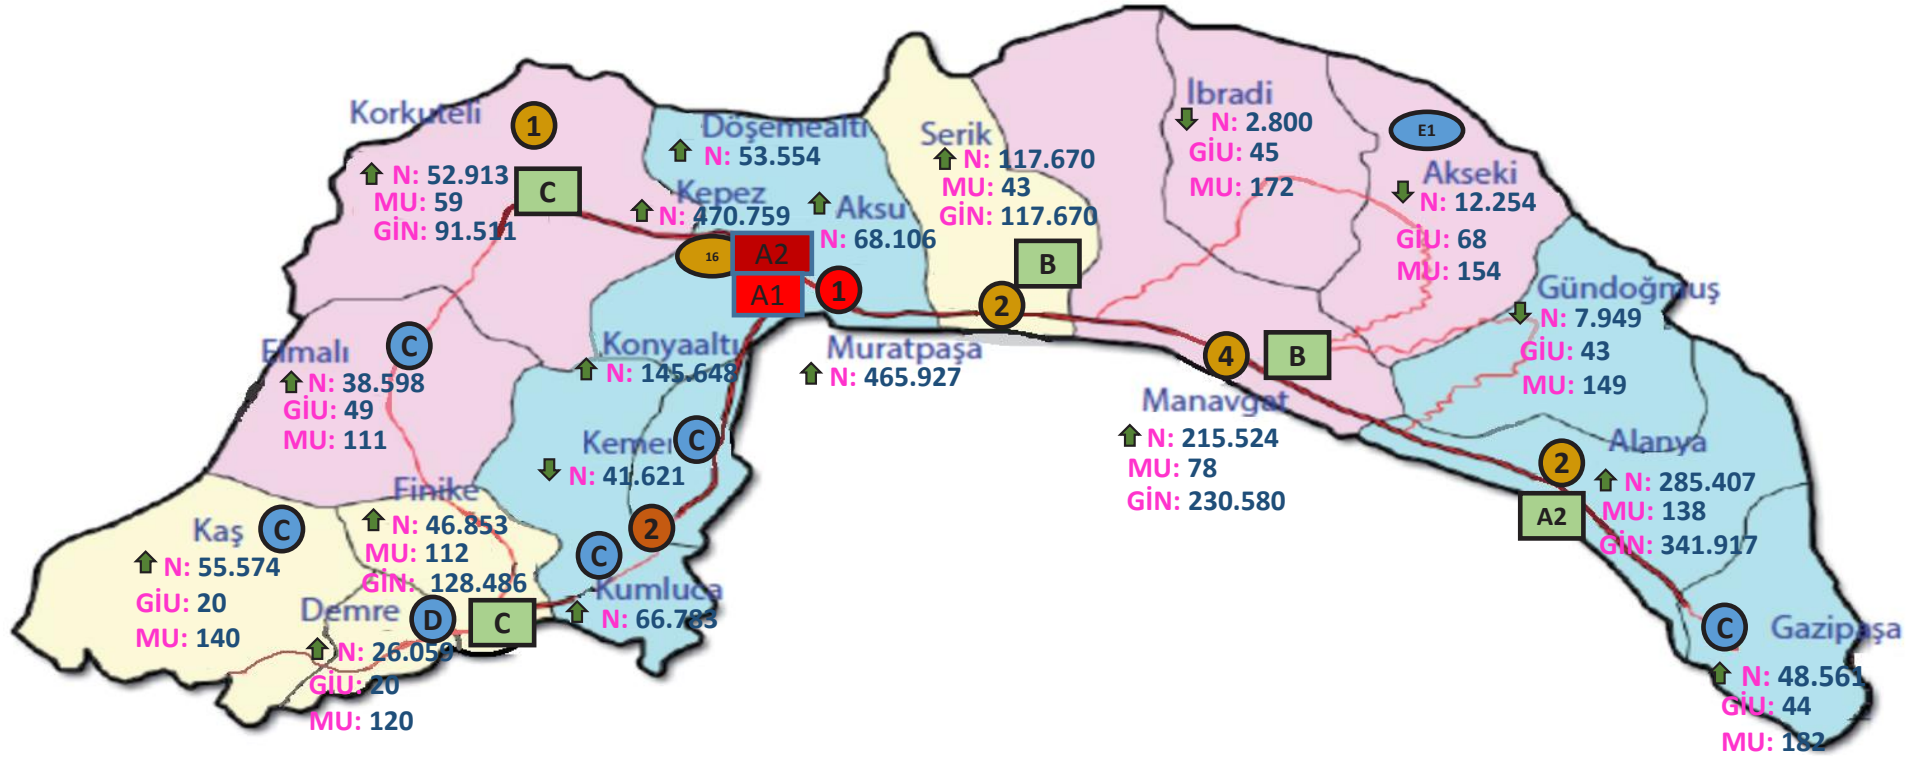 Korkuteli
1
N: 52.913
MU: 59
GİN: 91.511
C
Döşemealtı
N: 53.554
Kepez
N: 470.759
Aksu
N: 68.106
16
A2
A1
1
Serik
N: 117.670
MU: 43
GİN: 117.670
B
2
İbradi
N: 2.800
GİU: 45
MU: 172
E1
Akseki
N: 12.254
GİU: 68
MU: 154
Gündoğmuş
N: 7.949
GİU: 43
MU: 149
Elmalı
C
N: 38.598
GİU: 49
MU: 111
Konyaaltı
N: 145.648
Muratpaşa
N: 465.927
4
B
Manavgat
N: 215.524
MU: 78
GİN: 230.580
Kemer
C
N: 41.621
2
Alanya
2
N: 285.407
MU: 138
GİN: 341.917
A2
Kaş
C
N: 55.574
GİU: 20
MU: 140
Finike
N: 46.853
MU: 112
GİN: 128.486
C
Demre
D
N: 26.059
GİU: 20
MU: 120
C
Kumluca
N: 66.783
C
Gazipaşa
N: 48.561
GİU: 44
MU: 182